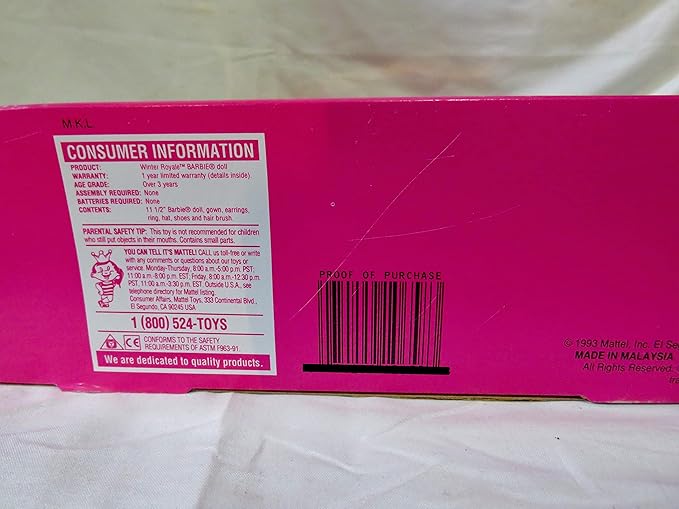 M.K.L.
CONSUMER INFORMATION
PRODUCT: Winter Royale™ BARBIE® doll
WARRANTY: 1 year limited warranty (details inside).
AGE GRADE: Over 3 years
ASSEMBLY REQUIRED: None
BATTERIES REQUIRED: None
CONTENTS: 11 1/2" Barbie® doll, gown, earrings,
ring, hat, shoes and hair brush.
PARENTAL SAFETY TIP: This toy is not recommended for children
who still put objects in their mouths. Contains small parts.
YOU CAN TELL IT'S MATTEL! CALL us toll-free or write
with any comments or questions about our toys or
service. Monday-Thursday, 8:00 a.m.-5:00 p.m. PST;
11:00 a.m.-8:00 p.m. EST; Friday, 8:00 a.m.-12:30 p.m.
PST, 11:00 a.m.-3:30 p.m. EST. Outside U.S.A., see
telephone directory for Mattel listing.
Consumer Affairs, Mattel Toys, 333 Continental Blvd.,
El Segundo, CA 90245 USA
1 (800) 524-TOYS
CE CONFORMS TO THE SAFETY
REQUIREMENTS OF ASTM F963-91.
We are dedicated to quality products.
PROOF OF PURCHASE
© 1993 Mattel, Inc. El Se
MADE IN MALAYSIA
All Rights Reserved.